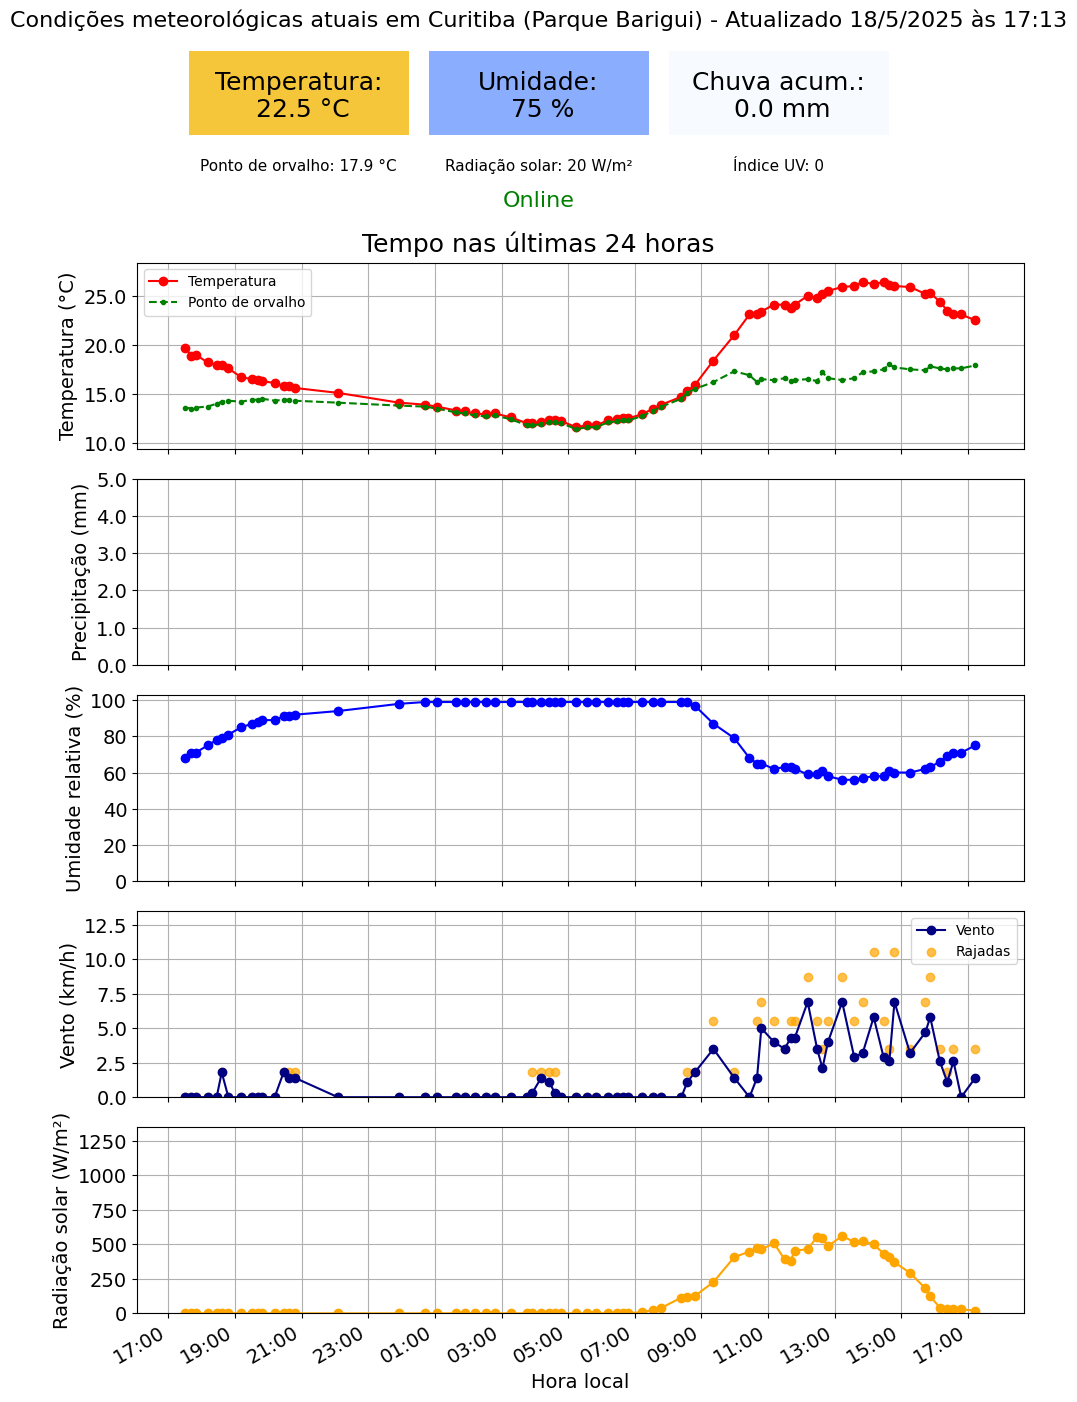 Condições meteorológicas atuais em Curitiba (Parque Barigui) - Atualizado 18/5/2025 às 17:13
Temperatura:
22.5 °C
Umidade:
75 %
Chuva acum.:
0.0 mm
Ponto de orvalho: 17.9 °C
Radiação solar: 20 W/m²
Índice UV: 0
Online
Tempo nas últimas 24 horas
Temperatura (°C)
25.0
20.0
15.0
10.0
Temperatura
Ponto de orvalho
Precipitação (mm)
5.0
4.0
3.0
2.0
1.0
0.0
Umidade relativa (%)
100
80
60
40
20
0
Vento (km/h)
12.5
10.0
7.5
5.0
2.5
0.0
Vento
Rajadas
Radiação solar (W/m²)
1250
1000
750
500
250
0
17:00
19:00
21:00
23:00
01:00
03:00
05:00
07:00
09:00
11:00
13:00
15:00
17:00
Hora local